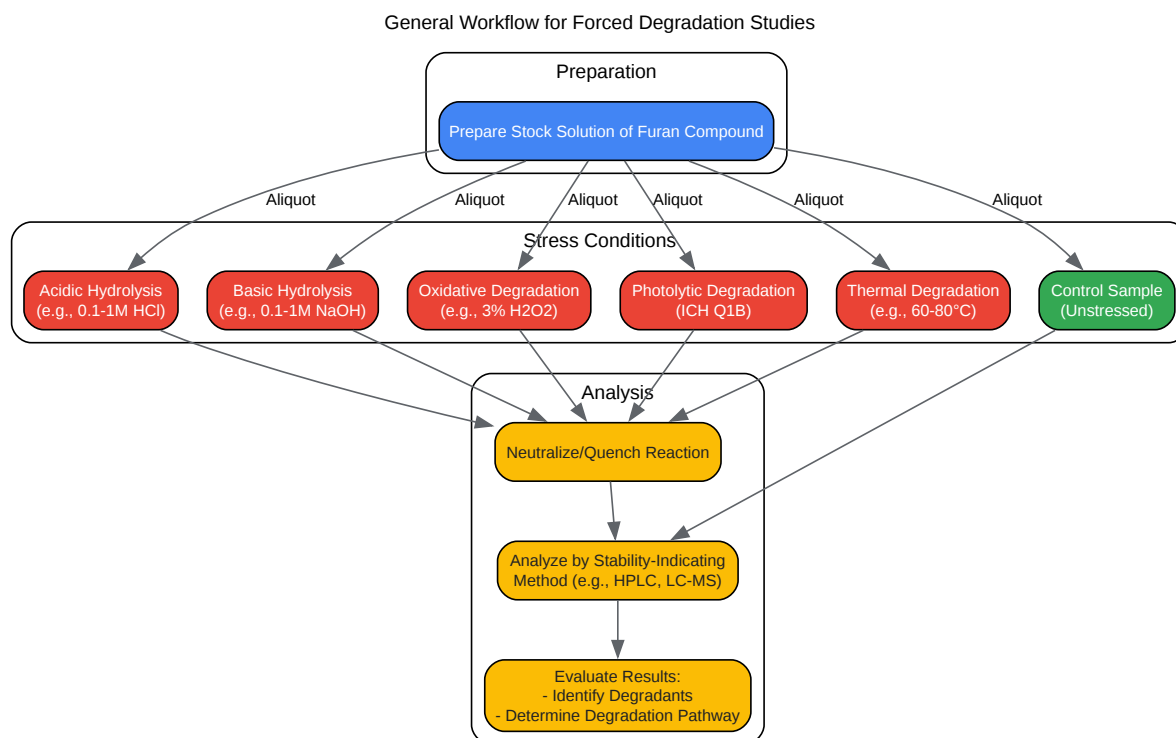 General Workflow for Forced Degradation Studies
Preparation
Prepare Stock Solution of Furan Compound
Aliquot
Aliquot
Aliquot
Aliquot
Aliquot
Aliquot
Stress Conditions
Acidic Hydrolysis
(e.g., 0.1-1M HCl)
Basic Hydrolysis
(e.g., 0.1-1M NaOH)
Oxidative Degradation
(e.g., 3% H2O2)
Photolytic Degradation
(ICH Q1B)
Thermal Degradation
(e.g., 60-80°C)
Control Sample
(Unstressed)
Analysis
Neutralize/Quench Reaction
Analyze by Stability-Indicating
Method (e.g., HPLC, LC-MS)
Evaluate Results:
- Identify Degradants
- Determine Degradation Pathway